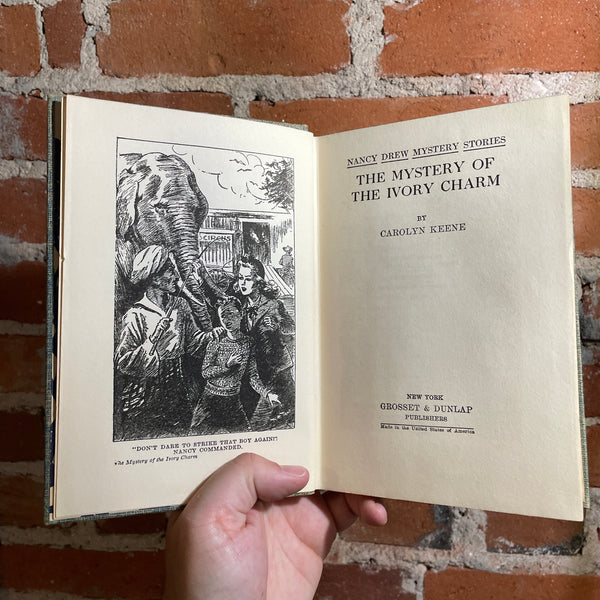 SCIRCUS
"DON'T DARE TO STRIKE THAT BOY AGAIN!"
NANCY COMMANDED.
The Mystery of the Ivory Charm
NANCY DREW MYSTERY STORIES
THE MYSTERY OF
THE IVORY CHARM
BY
CAROLYN KEENE
NEW YORK
GROSSET & DUNLAP
PUBLISHERS
Made in the United States of America